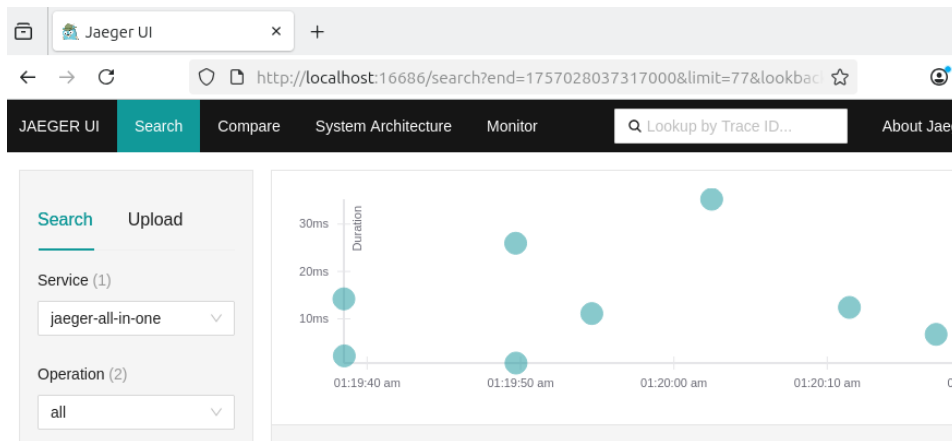 Jaeger UI
http://localhost:16686/search?end=1757028037317000&limit=77&lookbac
JAEGER UI Search Compare System Architecture Monitor Lookup by Trace ID... About Jae
Search Upload
Service (1)
jaeger-all-in-one
Operation (2)
all
Duration
30ms
20ms
10ms
01:19:40 am 01:19:50 am 01:20:00 am 01:20:10 am